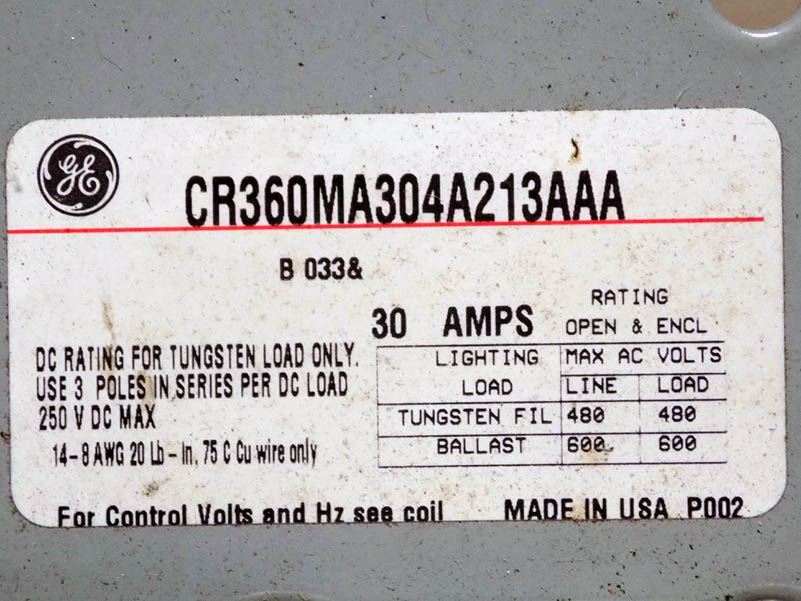 GE
CR360MA304A213AAA
B 033&
30 AMPS
RATING
OPEN & ENCL
DC RATING FOR TUNGSTEN LOAD ONLY.
USE 3 POLES IN SERIES PER DC LOAD
250 V DC MAX
14-8 AWG 20 Lb-In, 75 C Cu wire only
LIGHTING MAX AC VOLTS
LOAD LINE LOAD
TUNGSTEN FIL 480 480
BALLAST 600 600
For Control Volts and Hz see coil MADE IN USA P002